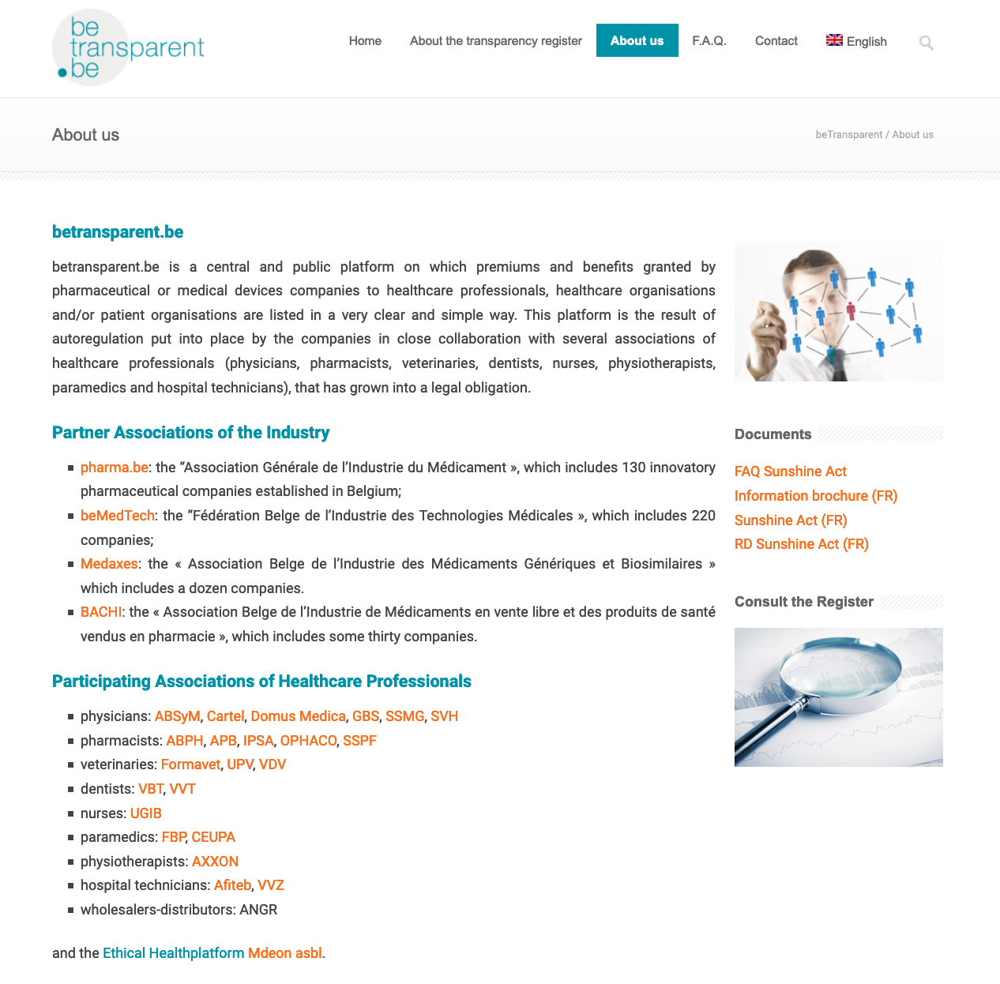 be
transparent
.be
Home
About the transparency register
About us
F.A.Q.
Contact
English
About us
beTransparent / About us
betransparent.be
betransparent.be is a central and public platform on which premiums and benefits granted by
pharmaceutical or medical devices companies to healthcare professionals, healthcare organisations
and/or patient organisations are listed in a very clear and simple way. This platform is the result of
autoregulation put into place by the companies in close collaboration with several associations of
healthcare professionals (physicians, pharmacists, veterinaries, dentists, nurses, physiotherapists,
paramedics and hospital technicians), that has grown into a legal obligation.
Partner Associations of the Industry
pharma.be: the “Association Générale de l’Industrie du Médicament », which includes 130 innovatory
pharmaceutical companies established in Belgium;
beMedTech: the “Fédération Belge de l’Industrie des Technologies Médicales », which includes 220
companies;
Medaxes: the « Association Belge de l’Industrie des Médicaments Génériques et Biosimilaires »
which includes a dozen companies.
BACHI: the « Association Belge de l’Industrie de Médicaments en vente libre et des produits de santé
vendus en pharmacie », which includes some thirty companies.
Participating Associations of Healthcare Professionals
physicians: ABSyM, Cartel, Domus Medica, GBS, SSMG, SVH
pharmacists: ABPH, APB, IPSA, OPHACO, SSPF
veterinaries: Formavet, UPV, VDV
dentists: VBT, VVT
nurses: UGIB
paramedics: FBP, CEUPA
physiotherapists: AXXON
hospital technicians: Afiteb, VVZ
wholesalers-distributors: ANGR
and the Ethical Healthplatform Mdeon asbl.
Documents
FAQ Sunshine Act
Information brochure (FR)
Sunshine Act (FR)
RD Sunshine Act (FR)
Consult the Register